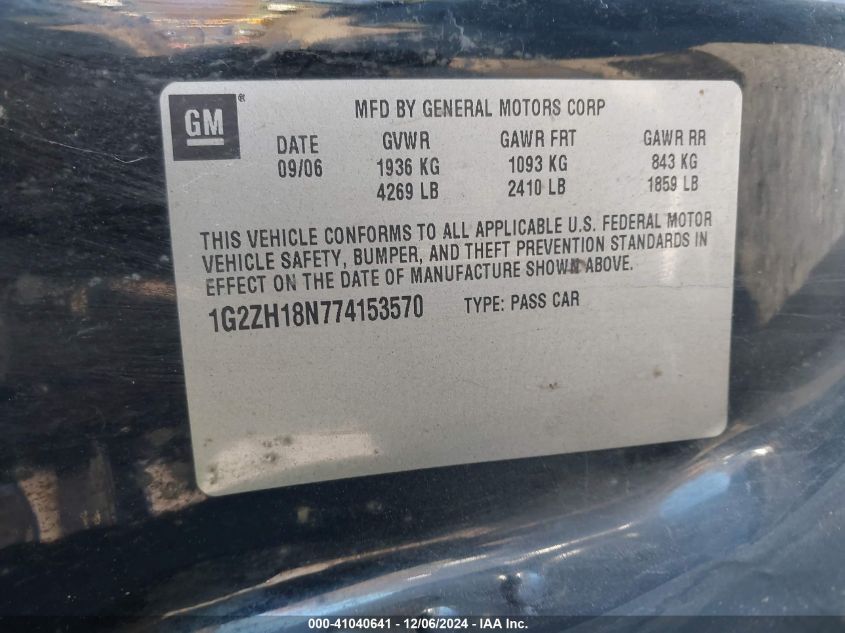 GM®
MFD BY GENERAL MOTORS CORP
DATE GVWR GAWR FRT GAWR RR
09/06 1936 KG 1093 KG 843 KG
4269 LB 2410 LB 1859 LB
THIS VEHICLE CONFORMS TO ALL APPLICABLE U.S. FEDERAL MOTOR
VEHICLE SAFETY, BUMPER, AND THEFT PREVENTION STANDARDS IN
EFFECT ON THE DATE OF MANUFACTURE SHOWN ABOVE.
1G2ZH18N774153570 TYPE: PASS CAR
000-41040641 - 12/06/2024 - IAA Inc.